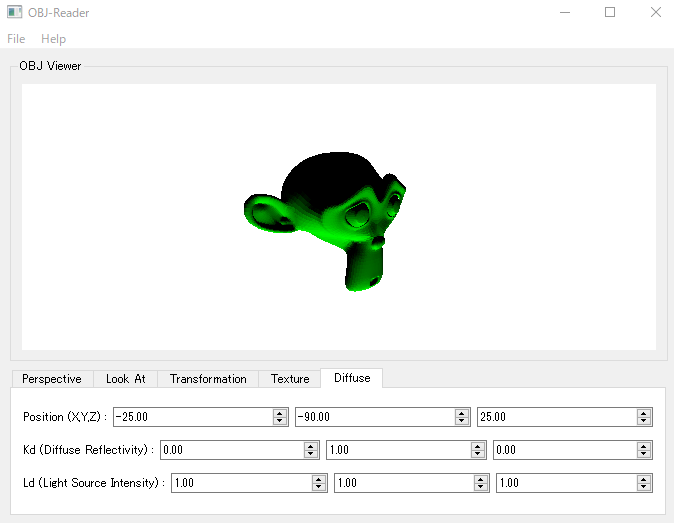 OBJ-Reader
File Help
OBJ Viewer
Perspective Look At Transformation Texture Diffuse
Position (X,Y,Z) : -25.00 -90.00 25.00
Kd (Diffuse Reflectivity) : 0.00 1.00 0.00
Ld (Light Source Intensity) : 1.00 1.00 1.00